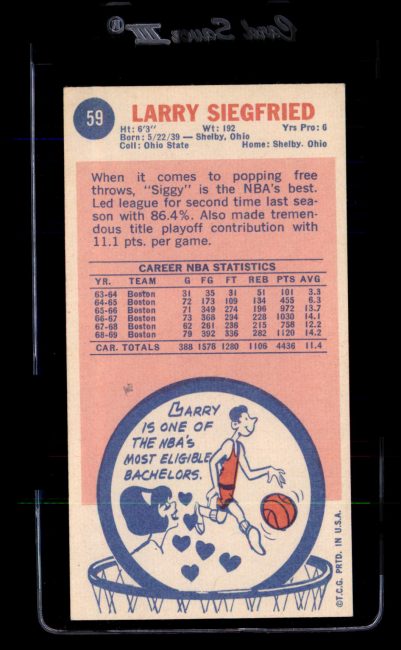 Card Saver III®
59
LARRY SIEGFRIED
Ht: 6'3" Wt: 192 Yrs Pro: 6
Born: 5/22/39 — Shelby, Ohio
Coll: Ohio State Home: Shelby, Ohio
When it comes to popping free
throws, "Siggy" is the NBA's best.
Led league for second time last sea-
son with 86.4%. Also made tremen-
dous title playoff contribution with
11.1 pts. per game.
CAREER NBA STATISTICS
YR. TEAM G FG FT REB PTS AVG
63-64 Boston 31 35 31 51 101 3.3
64-65 Boston 72 173 109 134 455 6.3
65-66 Boston 71 349 274 196 972 13.7
66-67 Boston 73 368 294 228 1030 14.1
67-68 Boston 62 261 236 215 758 12.2
68-69 Boston 79 392 336 282 1120 14.2
CAR. TOTALS 388 1578 1280 1106 4436 11.4
LARRY
IS ONE OF
THE NBA's
MOST ELIGIBLE
BACHELORS.
©T.C.G. PRTD. IN U.S.A.